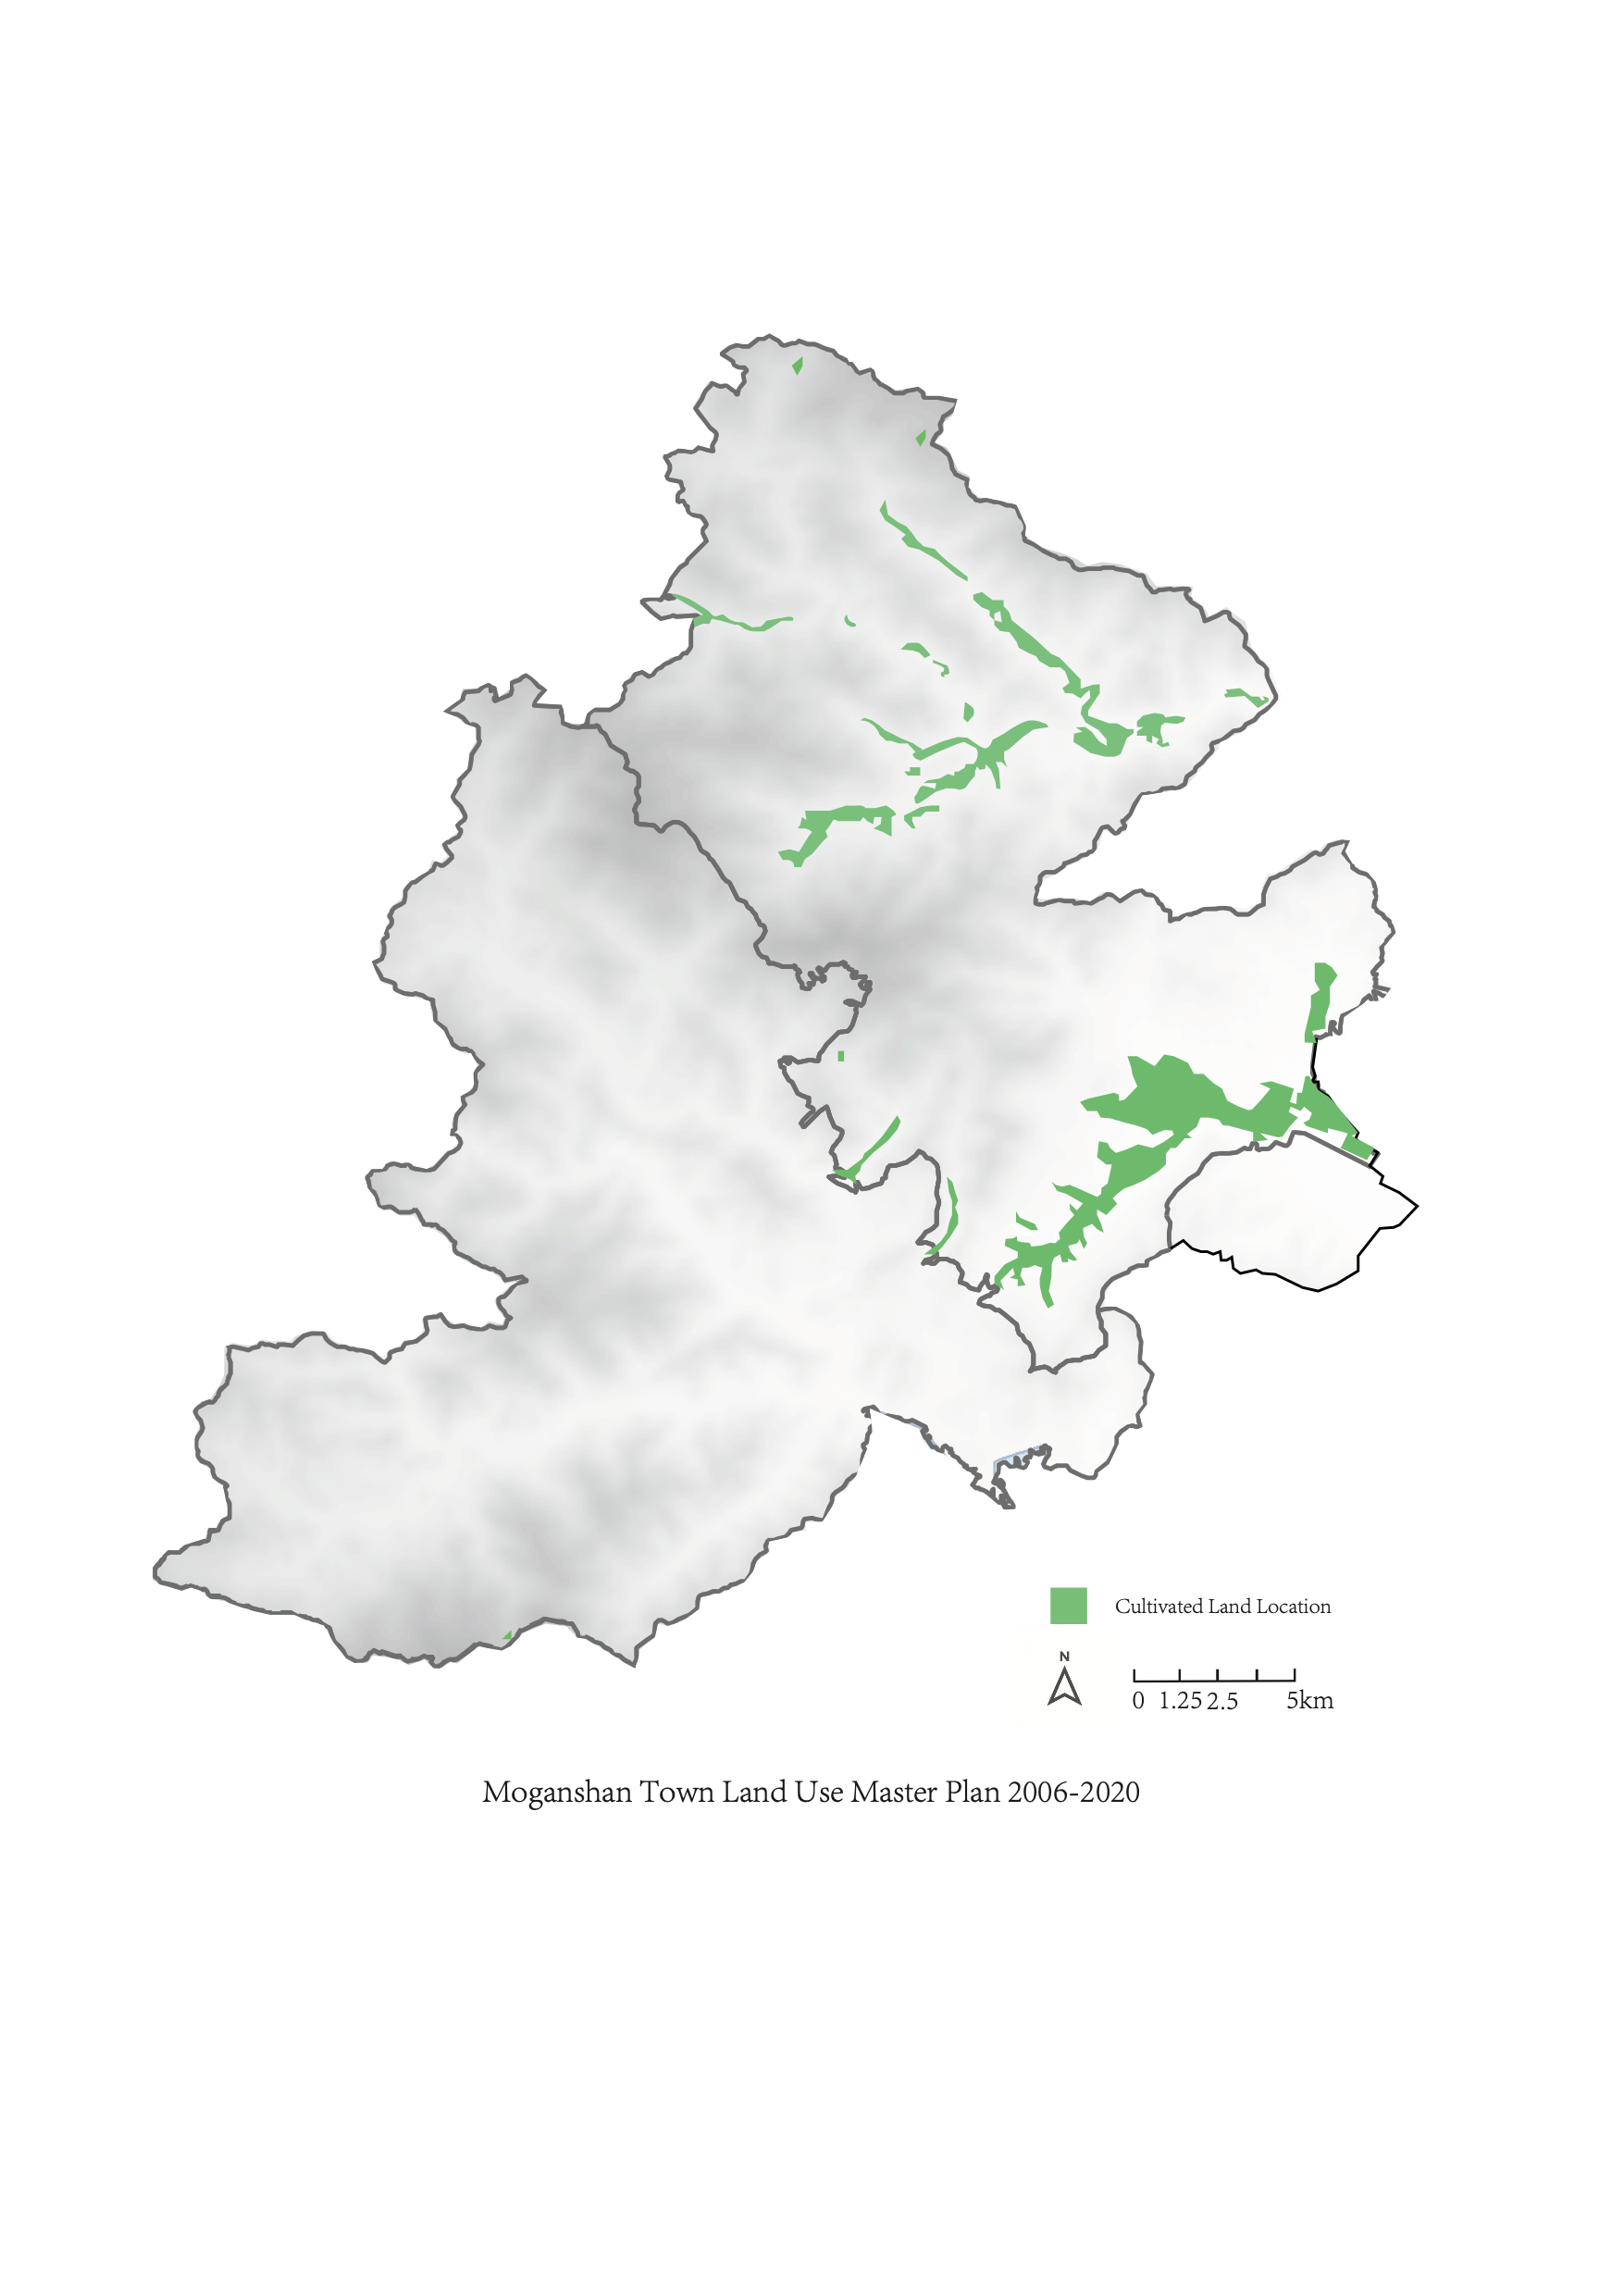 Cultivated Land Location
N
0 1.25 2.5 5km
Moganshan Town Land Use Master Plan 2006-2020